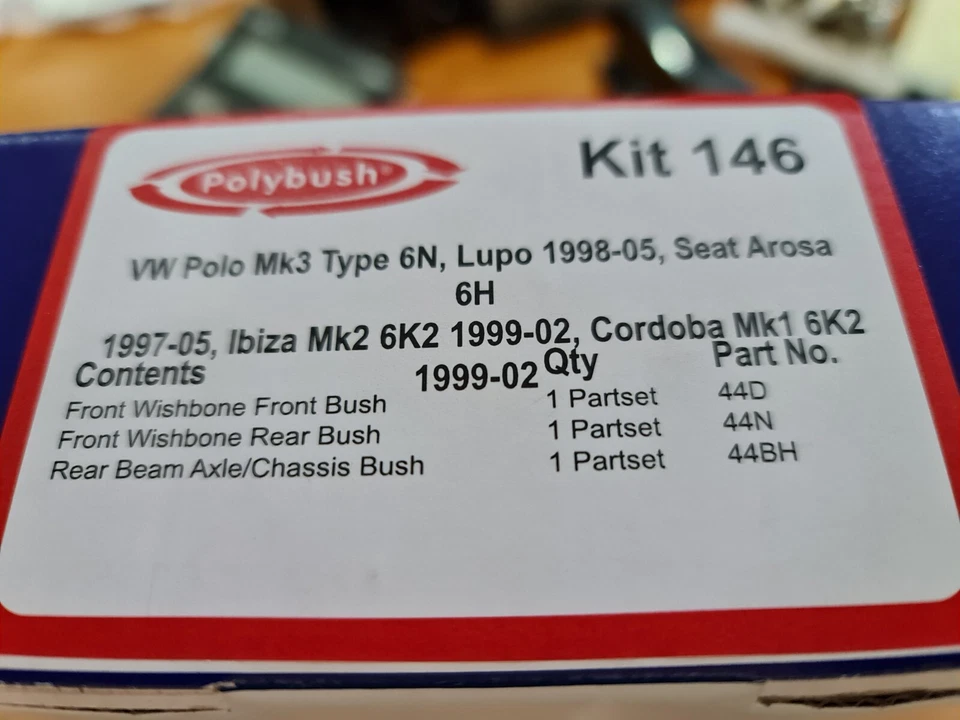 Polybush®
Kit 146
VW Polo Mk3 Type 6N, Lupo 1998-05, Seat Arosa
6H
1997-05, Ibiza Mk2 6K2 1999-02, Cordoba Mk1 6K2
1999-02
Contents Qty Part No.
Front Wishbone Front Bush 1 Partset 44D
Front Wishbone Rear Bush 1 Partset 44N
Rear Beam Axle/Chassis Bush 1 Partset 44BH